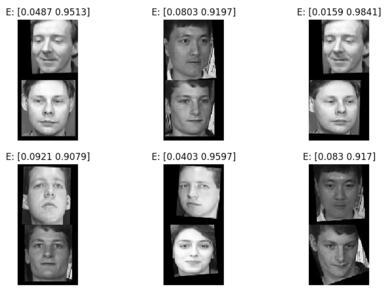 E: [0.0487 0.9513]
E: [0.0803 0.9197]
E: [0.0159 0.9841]
E: [0.0921 0.9079]
E: [0.0403 0.9597]
E: [0.083 0.917]